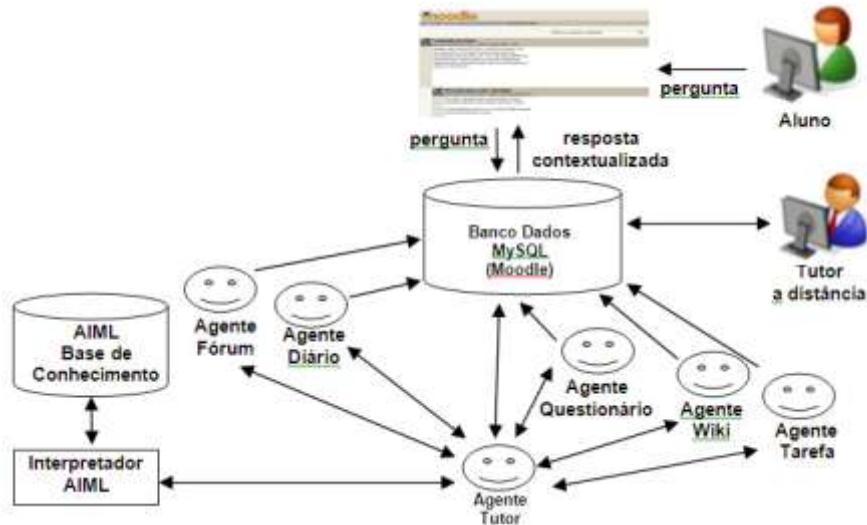 moodle
pergunta
Aluno
pergunta
resposta
contextualizada
Banco Dados
MySQL
(Moodle)
Tutor
a distância
AIML
Base de
Conhecimento
Agente
Fórum
Agente
Diário
Agente
Questionário
Agente
Wiki
Agente
Tarefa
Interpretador
AIML
Agente
Tutor